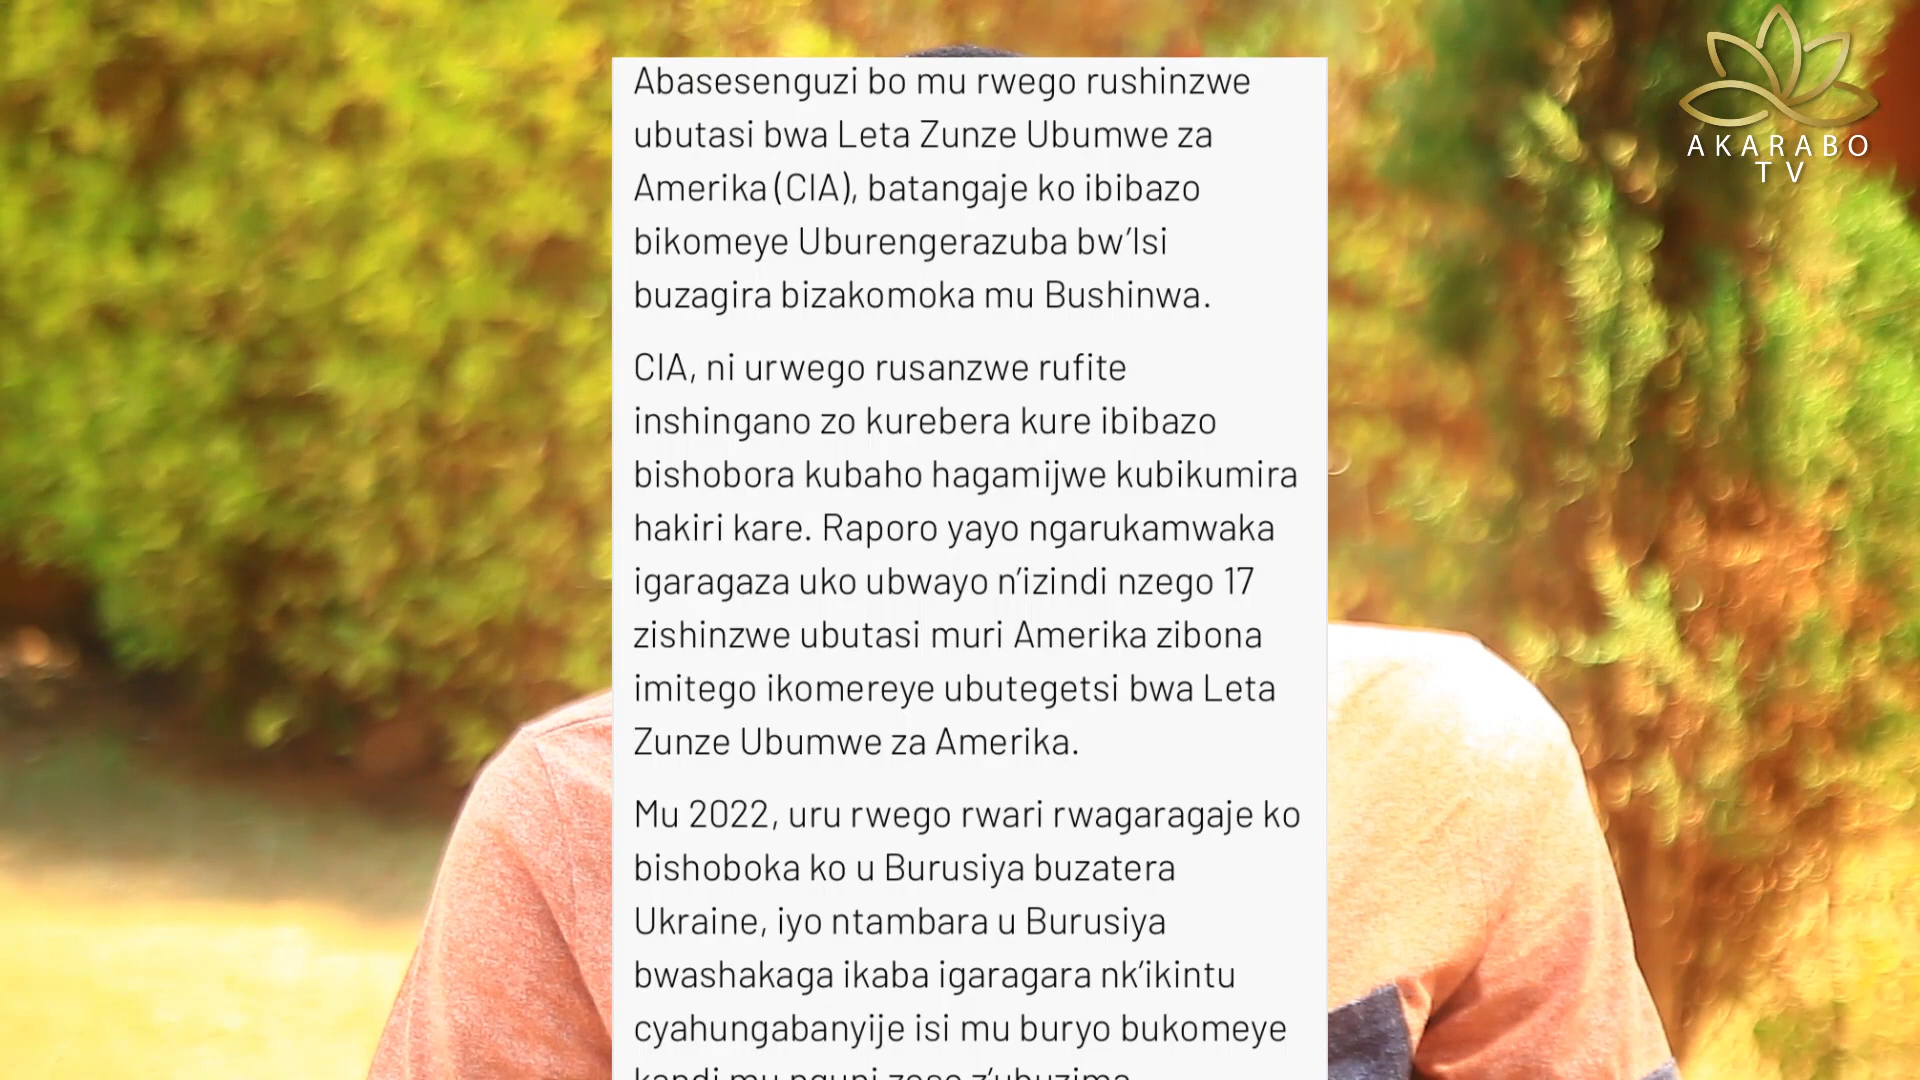 Abasesenguzi bo mu rwego rushinzwe
ubutasi bwa Leta Zunze Ubumwe za
Amerika (CIA), batangaje ko ibibazo
bikomeye Uburengerazuba bw’Isi
buzagira bizakomoka mu Bushinwa.
CIA, ni urwego rusanzwe rufite
inshingano zo kurebera kure ibibazo
bishobora kubaho hagamijwe kubikumira
hakiri kare. Raporo yayo ngarukamwaka
igaragaza uko ubwayo n’izindi nzego 17
zishinzwe ubutasi muri Amerika zibona
imitego ikomereye ubutegetsi bwa Leta
Zunze Ubumwe za Amerika.
Mu 2022, uru rwego rwari rwagaragaje ko
bishoboka ko u Burusiya buzatera
Ukraine, iyo ntambara u Burusiya
bwashakaga ikaba igaragara nk’ikintu
cyahungabanyije isi mu buryo bukomeye
AKARABO
TV